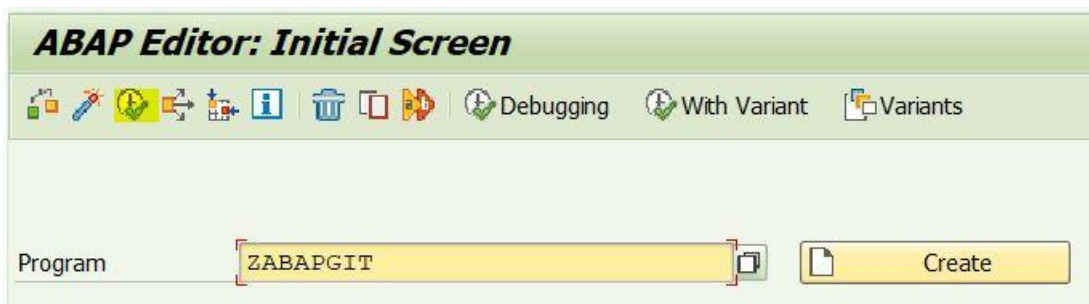 ABAP Editor: Initial Screen
Debugging With Variant Variants
Program ZABAPGIT Create